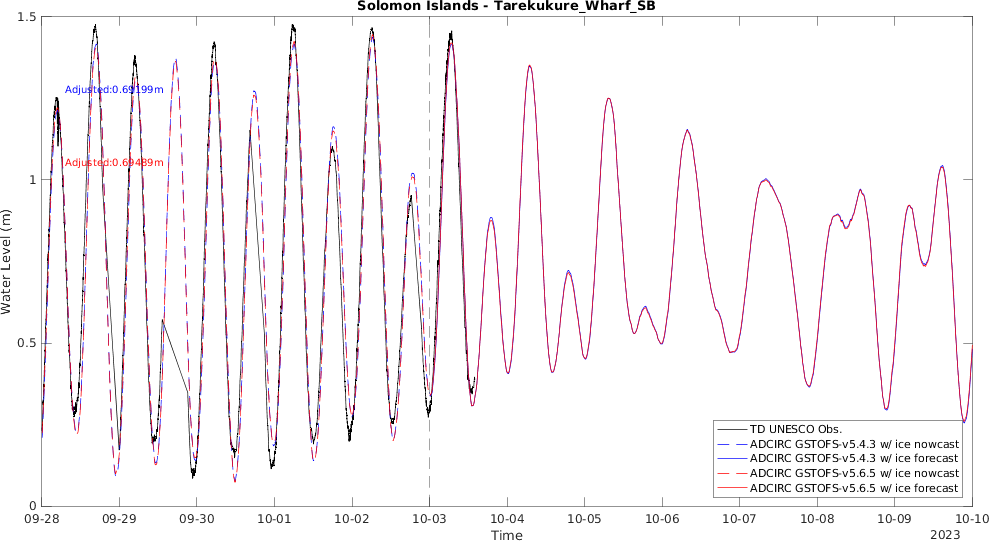 Solomon Islands - Tarekukure_Wharf_SB
1.5
1
0.5
0
Water Level (m)
Adjusted:0.69199m
Adjusted:0.69489m
TD UNESCO Obs.
ADCIRC GSTOFS-v5.4.3 w/ ice nowcast
ADCIRC GSTOFS-v5.4.3 w/ ice forecast
ADCIRC GSTOFS-v5.6.5 w/ ice nowcast
ADCIRC GSTOFS-v5.6.5 w/ ice forecast
09-28 09-29 09-30 10-01 10-02 10-03 10-04 10-05 10-06 10-07 10-08 10-09 10-10
Time
2023